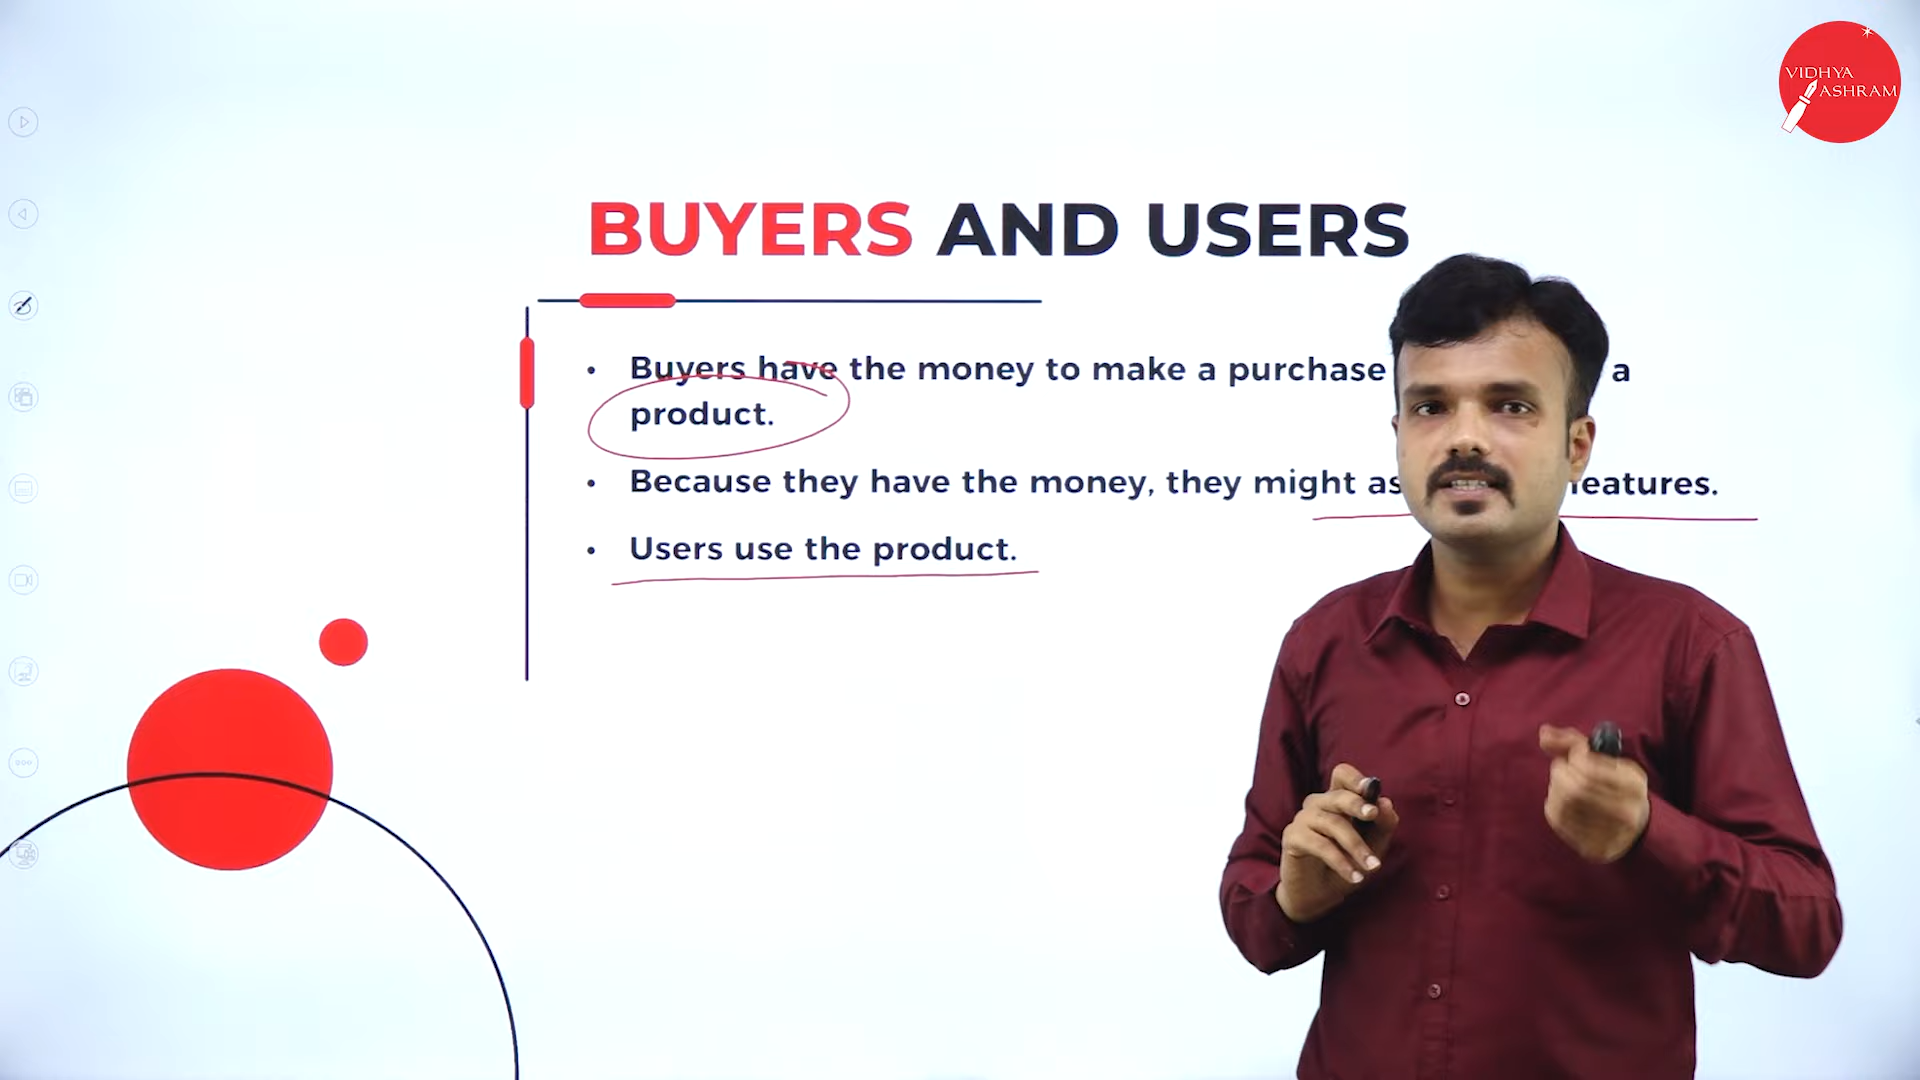 VIDHYA
ASHRAM
BUYERS AND USERS
• Buyers have the money to make a purchase a
product.
• Because they have the money, they might as features.
• Users use the product.